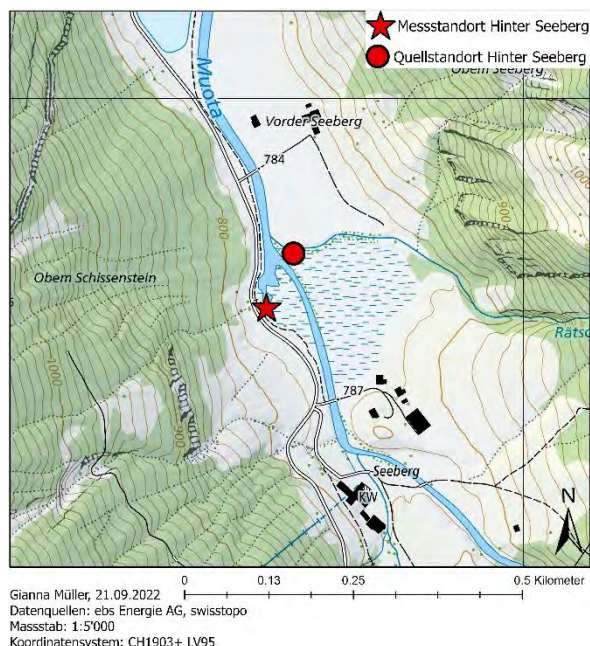 Messstandort Hinter Seeberg
Quellstandort Hinter Seeberg
Obem Seeberg
Muota
Vorder Seeberg
784
1000
900
800
Obem Schissenstein
Rätsc
1000
900
787
Seeberg
KW
N
Gianna Müller, 21.09.2022
0 0.13 0.25 0.5 Kilometer
Datenquellen: ebs Energie AG, swisstopo
Massstab: 1:5'000
Koordinatensystem: CH1903+ LV95